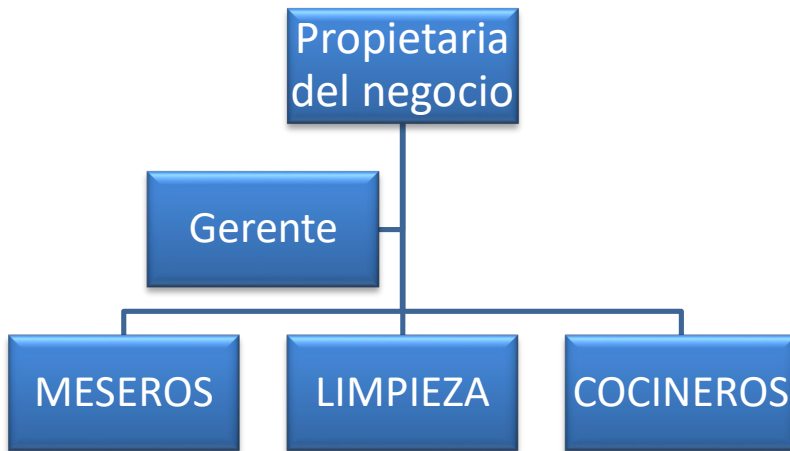 Propietaria
del negocio
Gerente
MESEROS
LIMPIEZA
COCINEROS